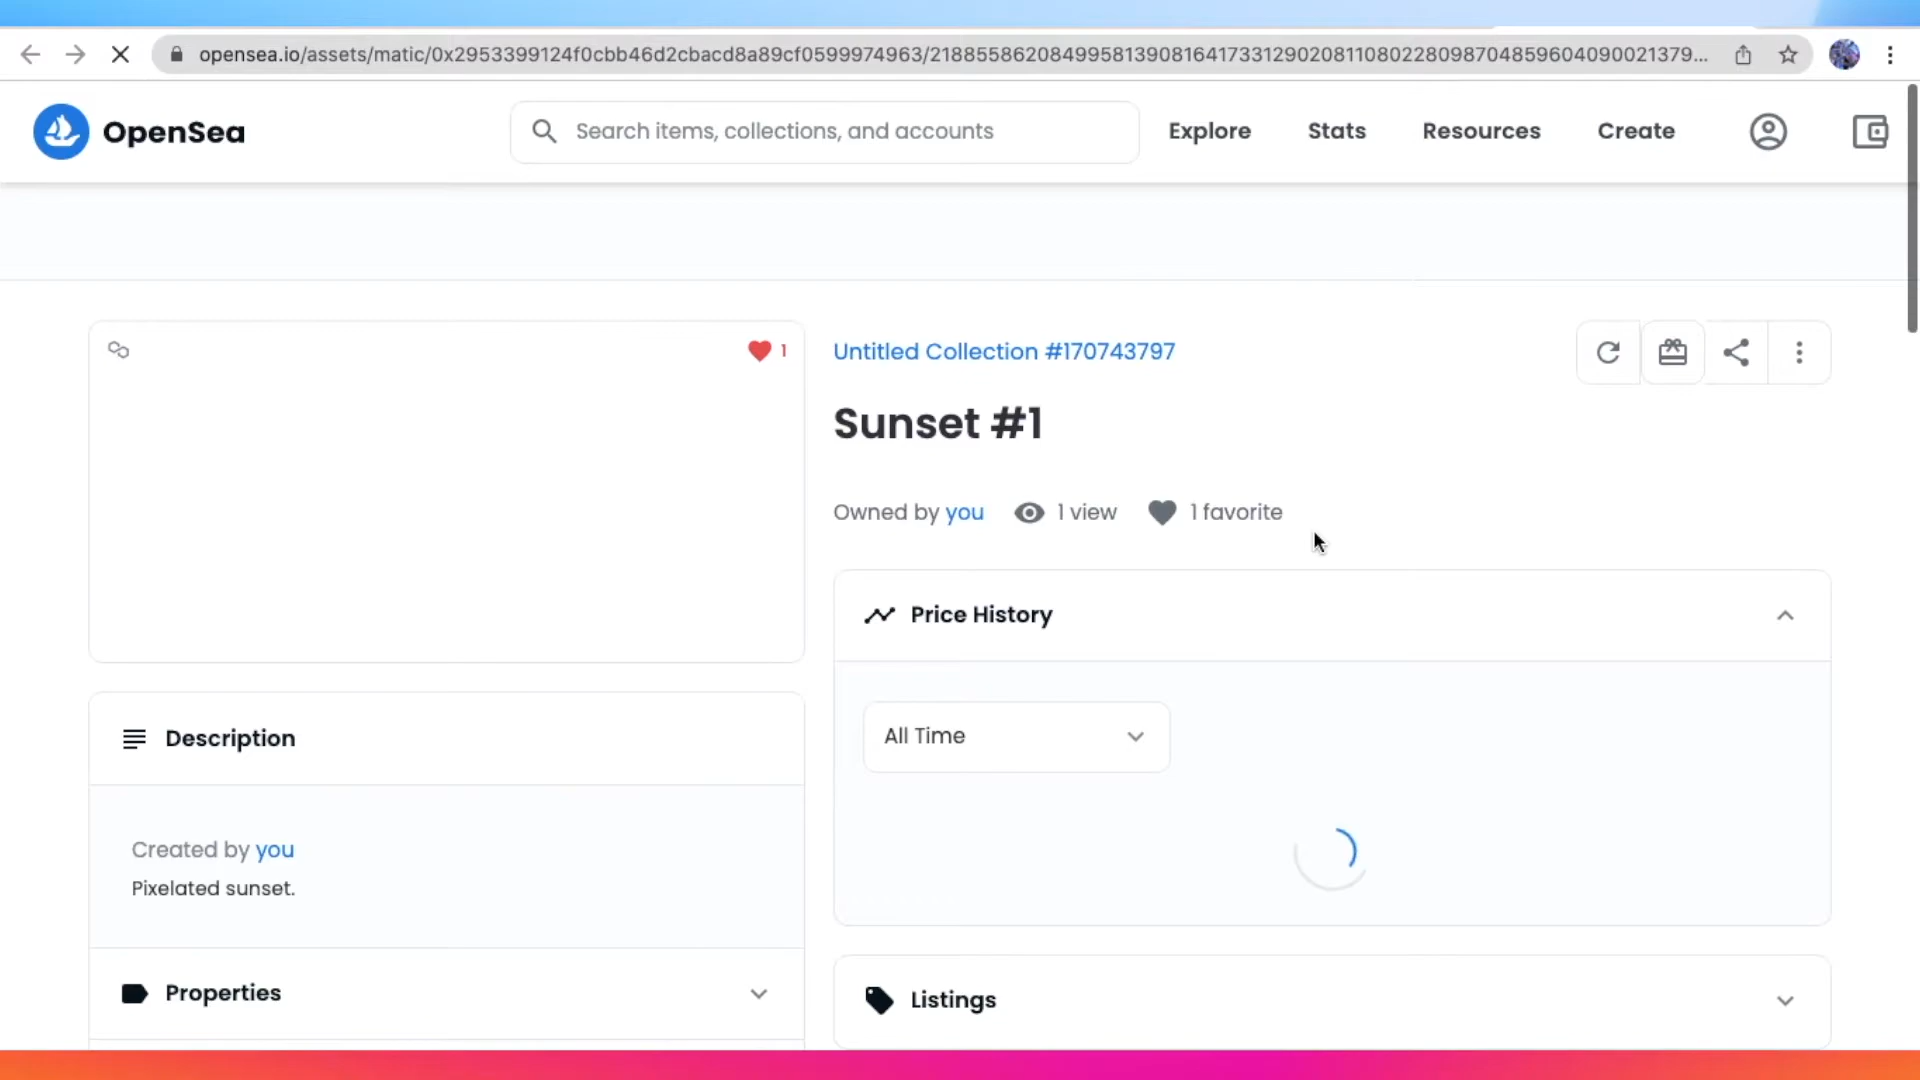 opensea.io/assets/matic/0x2953399124f0cbb46d2cbacd8a89cf0599974963/2188558620849958139081641733129020811080228098704859604090021379...
OpenSea
Search items, collections, and accounts
Explore
Stats
Resources
Create
1
Untitled Collection #170743797
Sunset #1
Owned by you
1 view
1 favorite
Price History
All Time
Description
Created by you
Pixelated sunset.
Properties
Listings